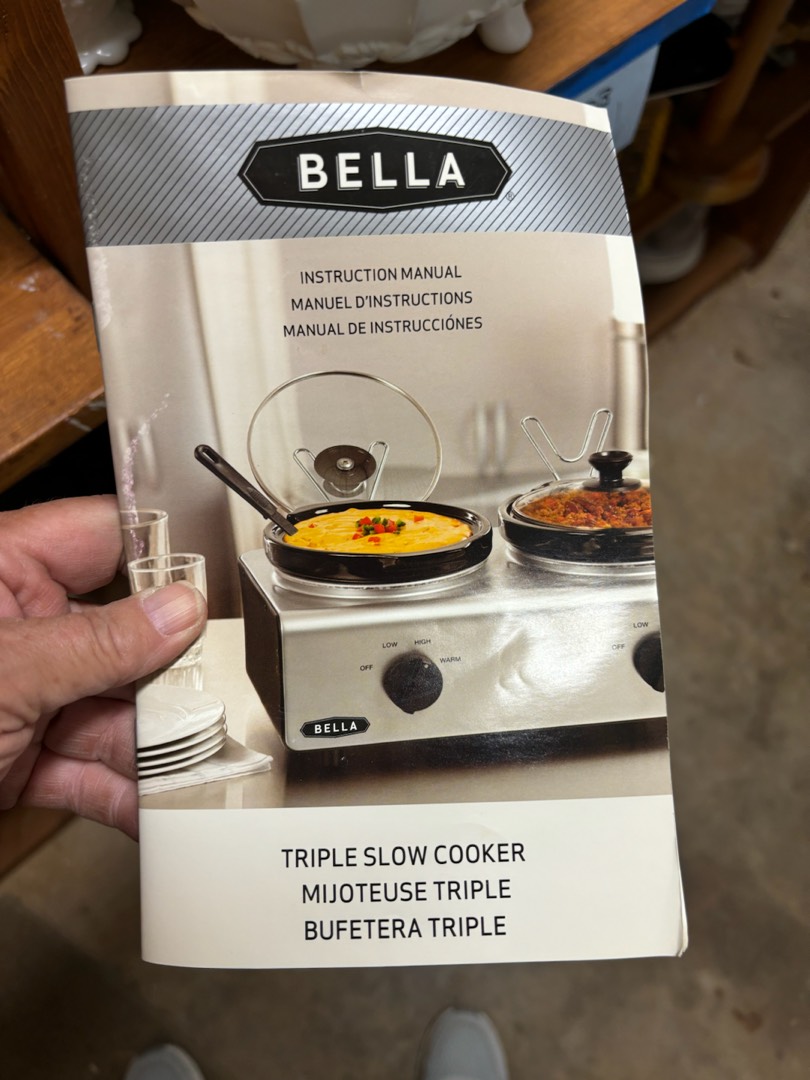 BELLA
®
INSTRUCTION MANUAL
MANUEL D'INSTRUCTIONS
MANUAL DE INSTRUCCIÓNES
OFF LOW HIGH WARM
OFF LOW
BELLA
TRIPLE SLOW COOKER
MIJOTEUSE TRIPLE
BUFETERA TRIPLE